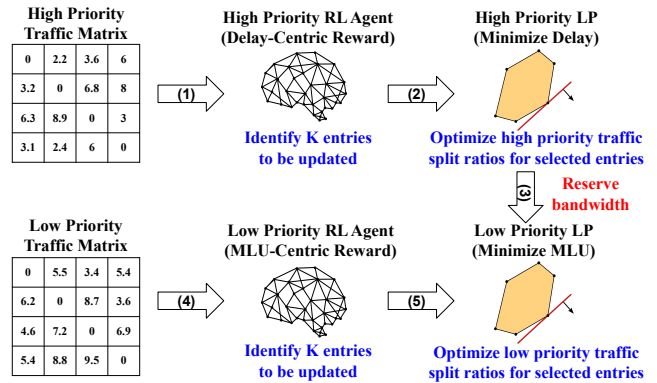 High Priority
Traffic Matrix
0 2.2 3.6 6
3.2 0 6.8 8
6.3 8.9 0 3
3.1 2.4 6 0
(1)
High Priority RL Agent
(Delay-Centric Reward)
Identify K entries
to be updated
(2)
High Priority LP
(Minimize Delay)
Optimize high priority traffic
split ratios for selected entries
(3)
Reserve
bandwidth
Low Priority
Traffic Matrix
0 5.5 3.4 5.4
6.2 0 8.7 3.6
4.6 7.2 0 6.9
5.4 8.8 9.5 0
(4)
Low Priority RL Agent
(MLU-Centric Reward)
Identify K entries
to be updated
(5)
Low Priority LP
(Minimize MLU)
Optimize low priority traffic
split ratios for selected entries